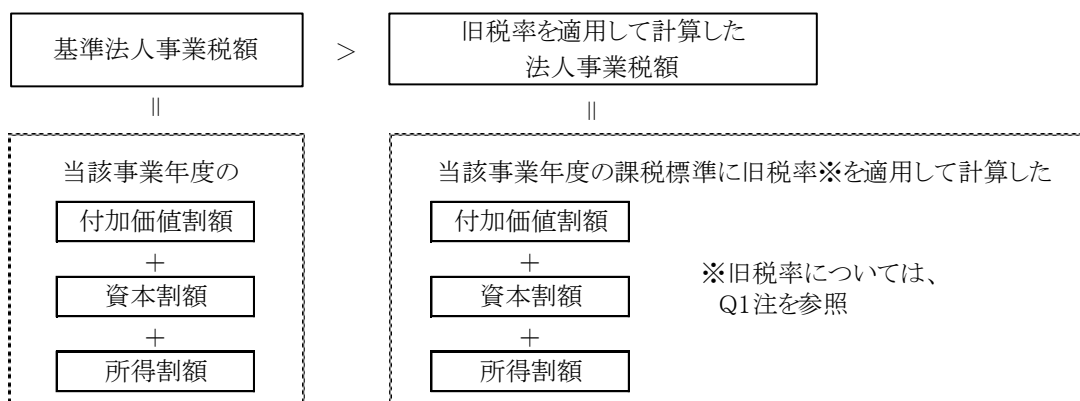 基準法人事業税額
>
旧税率を適用して計算した
法人事業税額
||
||
当該事業年度の
付加価値割額
+
資本割額
+
所得割額
当該事業年度の課税標準に旧税率※を適用して計算した
付加価値割額
+
資本割額
+
所得割額
※旧税率については、
Q1注を参照